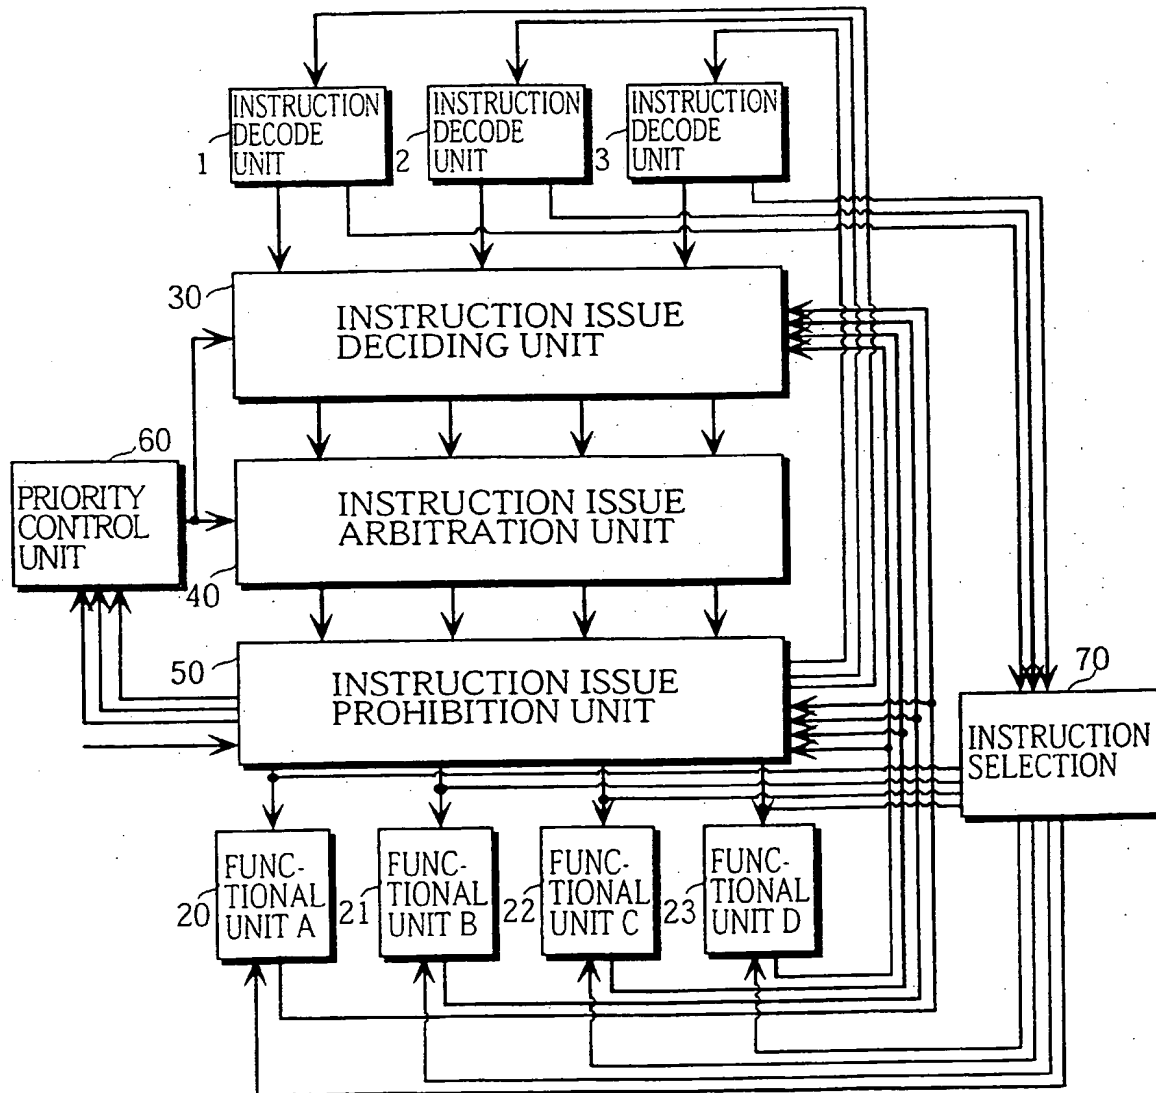 INSTRUCTION
DECODE
UNIT
1
INSTRUCTION
DECODE
UNIT
2
INSTRUCTION
DECODE
UNIT
3
30
INSTRUCTION ISSUE
DECIDING UNIT
60
PRIORITY
CONTROL
UNIT
INSTRUCTION ISSUE
ARBITRATION UNIT
40
50
INSTRUCTION ISSUE
PROHIBITION UNIT
70
INSTRUCTION
SELECTION
20
FUNC-
TIONAL
UNIT A
21
FUNC-
TIONAL
UNIT B
22
FUNC-
TIONAL
UNIT C
23
FUNC-
TIONAL
UNIT D